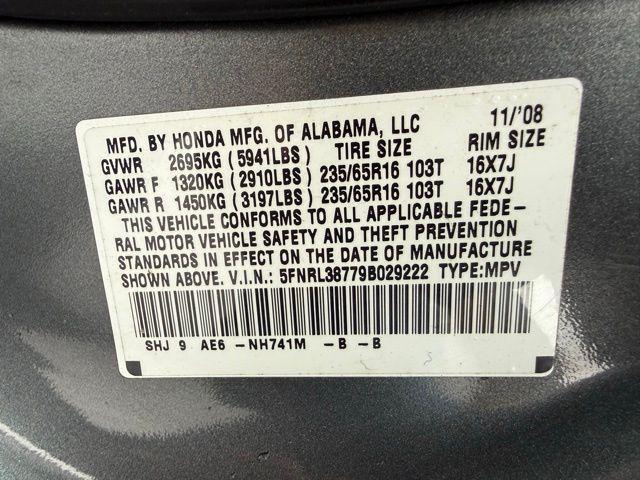 MFD. BY HONDA MFG. OF ALABAMA, LLC 11/'08
GVWR 2695KG (5941LBS) TIRE SIZE RIM SIZE
GAWR F 1320KG (2910LBS) 235/65R16 103T 16X7J
GAWR R 1450KG (3197LBS) 235/65R16 103T 16X7J
THIS VEHICLE CONFORMS TO ALL APPLICABLE FEDE-
RAL MOTOR VEHICLE SAFETY AND THEFT PREVENTION
STANDARDS IN EFFECT ON THE DATE OF MANUFACTURE
SHOWN ABOVE. V.I.N.: 5FNRL38779B029222 TYPE:MPV
SHJ 9 AE6 -NH741M -B -B